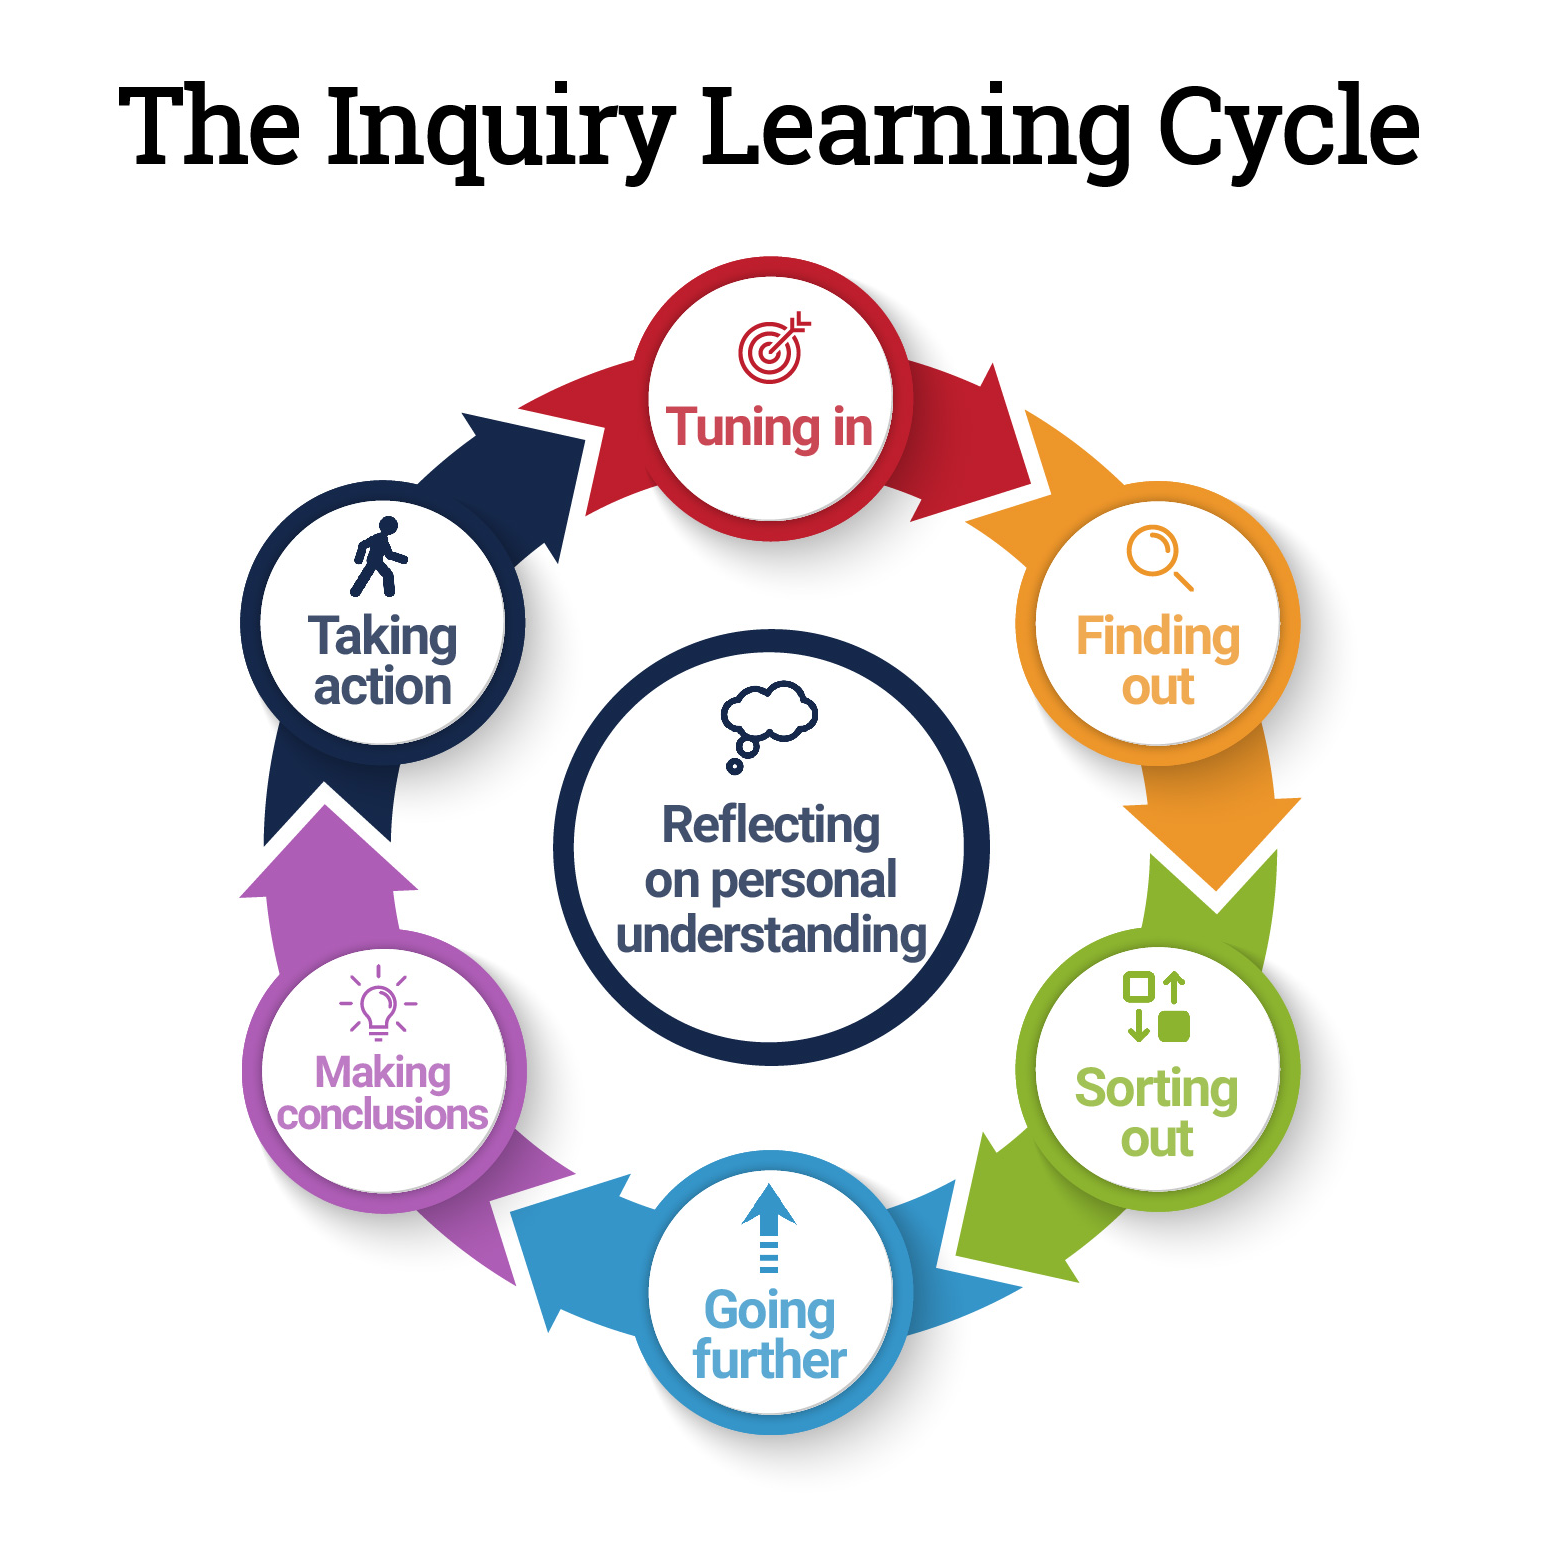 The Inquiry Learning Cycle
Tuning in
Finding
out
Sorting
out
Going
further
Making
conclusions
Taking
action
Reflecting
on personal
understanding